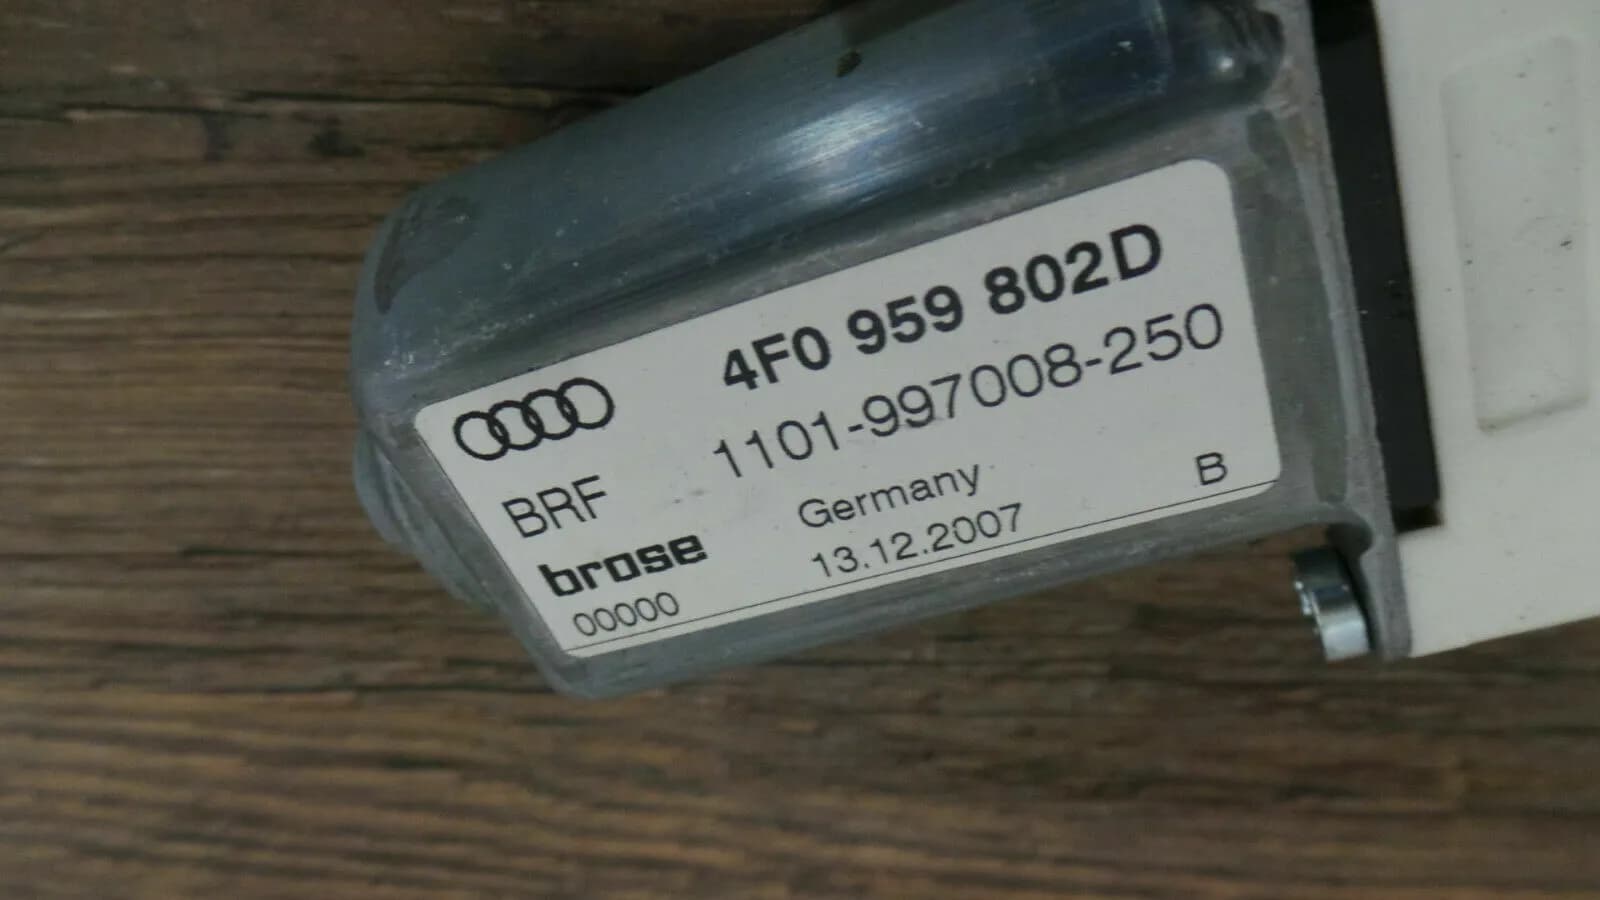 4F0 959 802D
BRF 1101-997008-250
brose Germany B
00000 13.12.2007